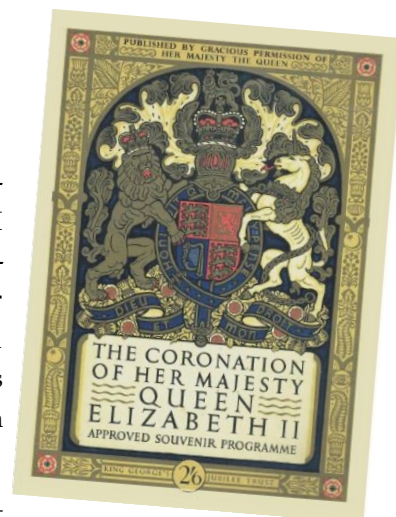 PUBLISHED BY GRACIOUS PERMISSION OF
HER MAJESTY THE QUEEN
DIEU
ET
MON
DROIT
THE CORONATION
OF HER MAJESTY
QUEEN
ELIZABETH II
APPROVED SOUVENIR PROGRAMME
KING GEORGE'S
2/6
JUBILEE TRUST